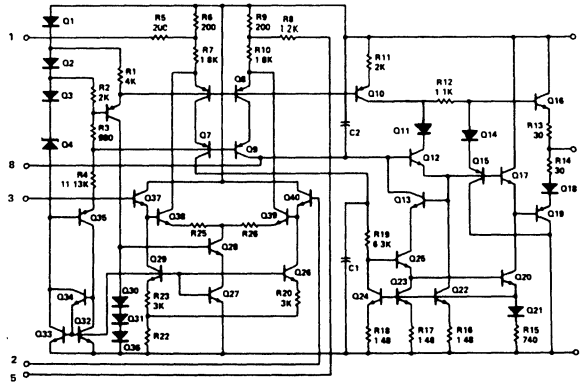 Q1
R5
2UC
R6
200
R9
200
R8
1 2K
1
Q2
R7
1 8K
R10
1 8K
R11
2K
R1
4K
Q8
Q10
R12
1 1K
Q16
Q3
R2
2K
R13
30
R3
980
Q11
Q14
Q4
Q7
Q9
C2
Q12
Q15
Q17
R14
30
8
R4
11 13K
Q18
3
Q37
Q40
Q13
Q19
Q35
Q38
Q39
R25
R26
R19
6 3K
Q28
Q25
Q29
Q26
C1
Q20
Q34
Q30
R23
3K
Q27
R20
3K
Q24
Q23
Q22
Q21
Q31
Q33
Q32
Q36
R22
R18
1 48
R17
1 48
R16
1 48
R15
740
2
5